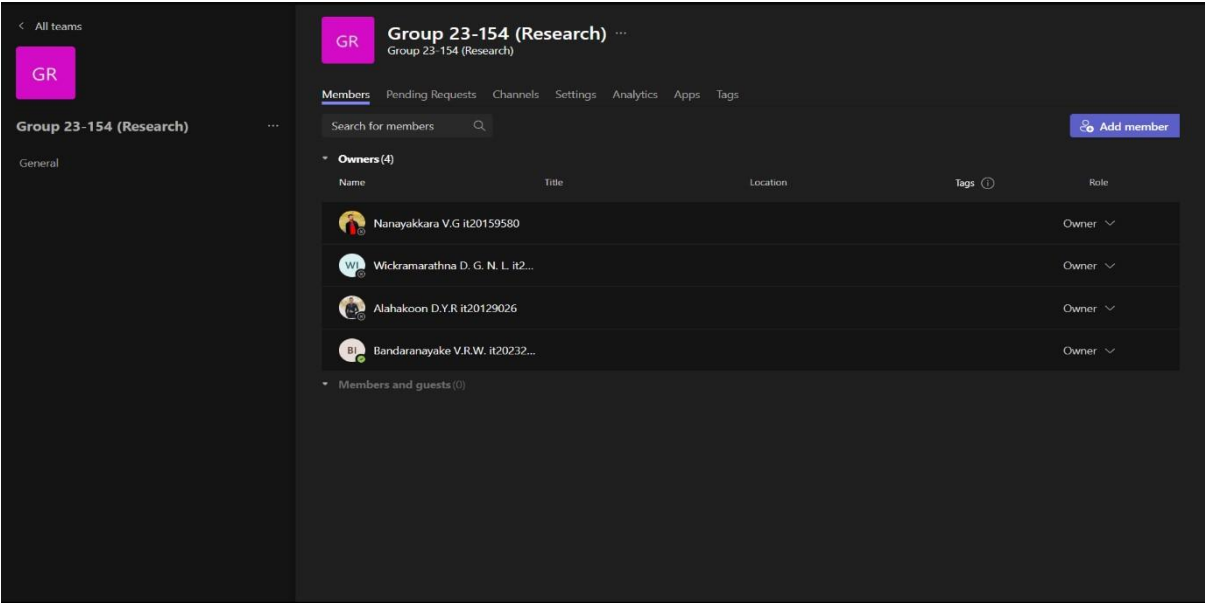 All teams
GR
Group 23-154 (Research) ...
General
GR
Group 23-154 (Research) ...
Group 23-154 (Research)
Members Pending Requests Channels Settings Analytics Apps Tags
Search for members
Add member
Owners (4)
Name Title Location Tags Role
Nanayakkara V.G it20159580 Owner
WI Wickramarathna D. G. N. L. it2... Owner
Alahakoon D.Y.R it20129026 Owner
BI Bandaranayake V.R.W. it20232... Owner
Members and guests (0)